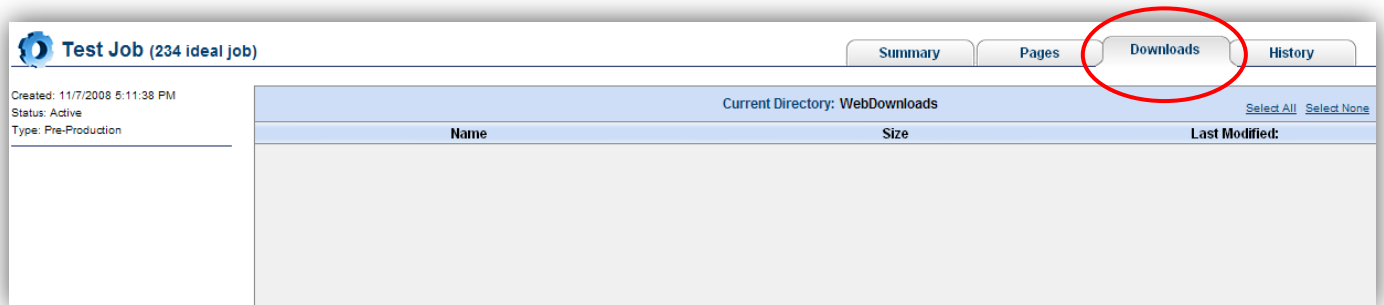 Test Job (234 ideal job)
Summary Pages Downloads History
Created: 11/7/2008 5:11:38 PM
Status: Active
Type: Pre-Production
Current Directory: WebDownloads
Select All Select None
Name Size Last Modified: